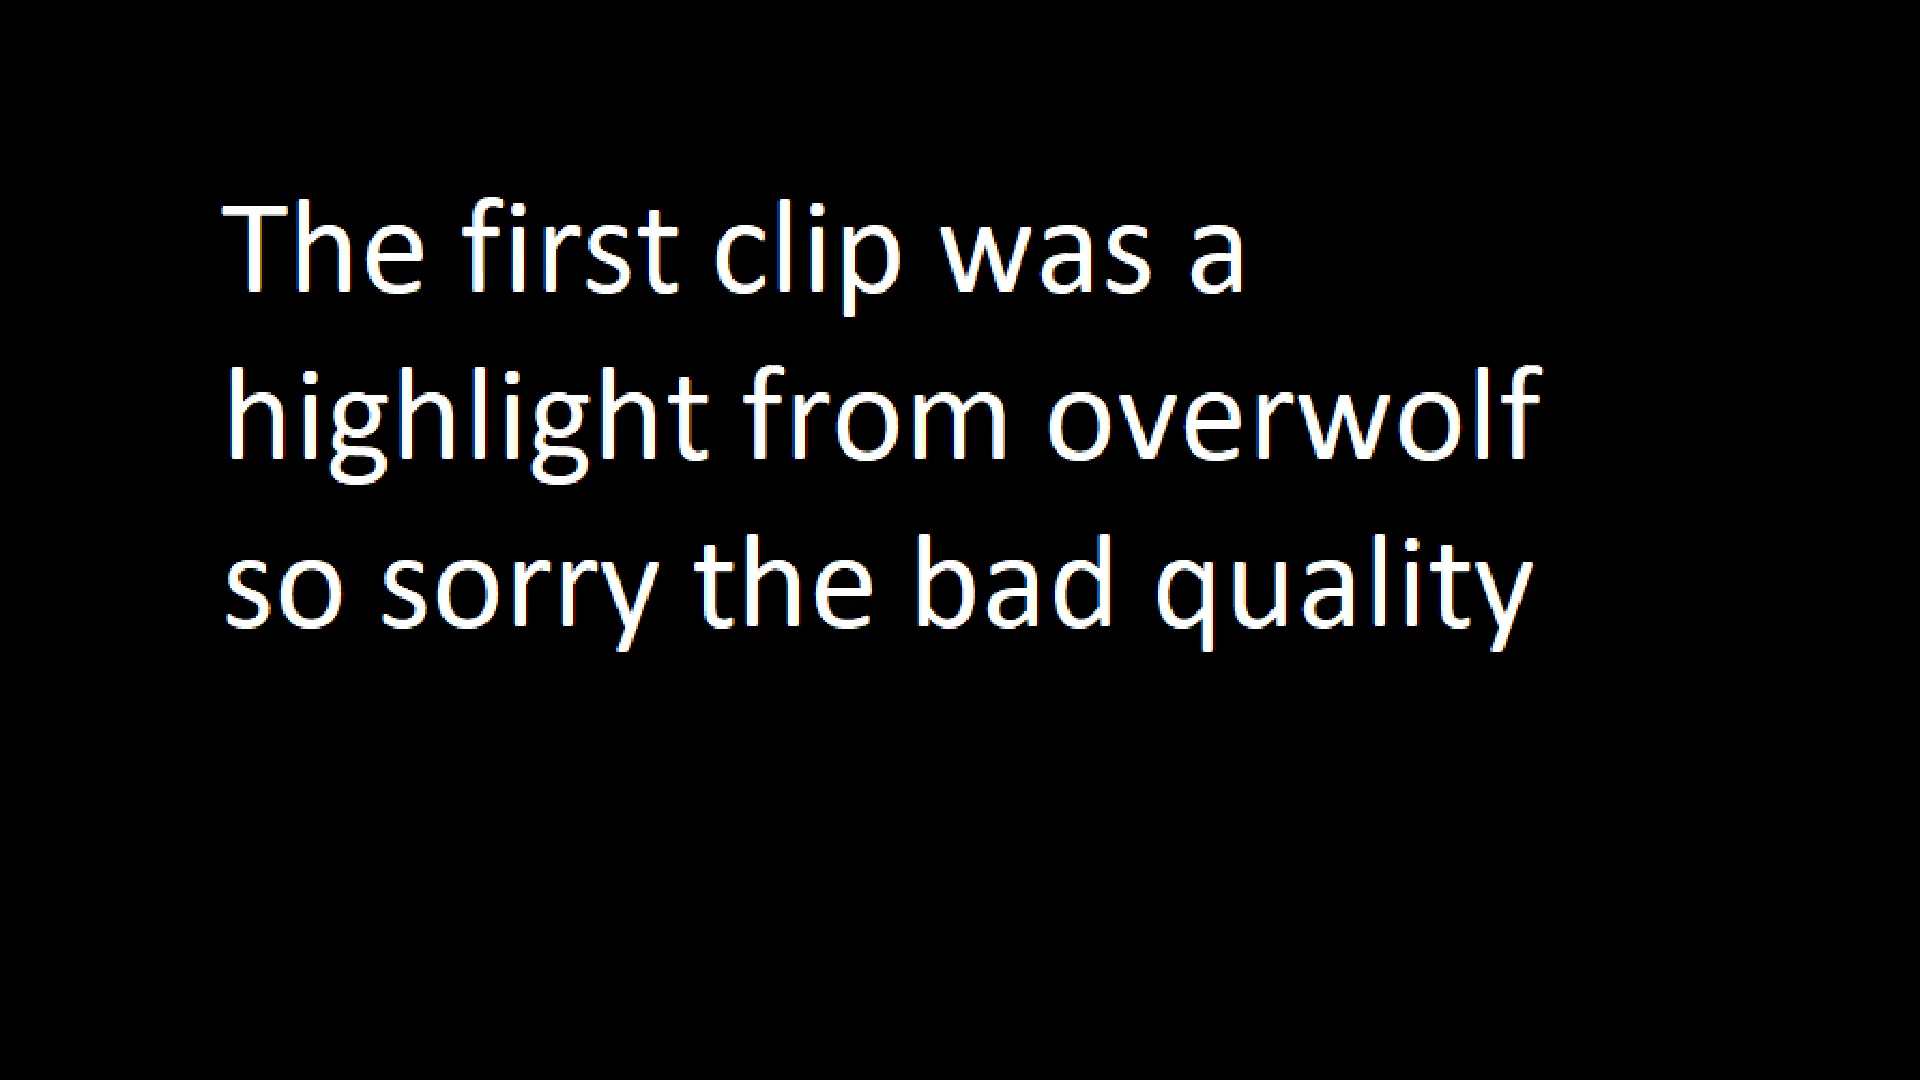 The first clip was a
highlight from overwolf
so sorry the bad quality